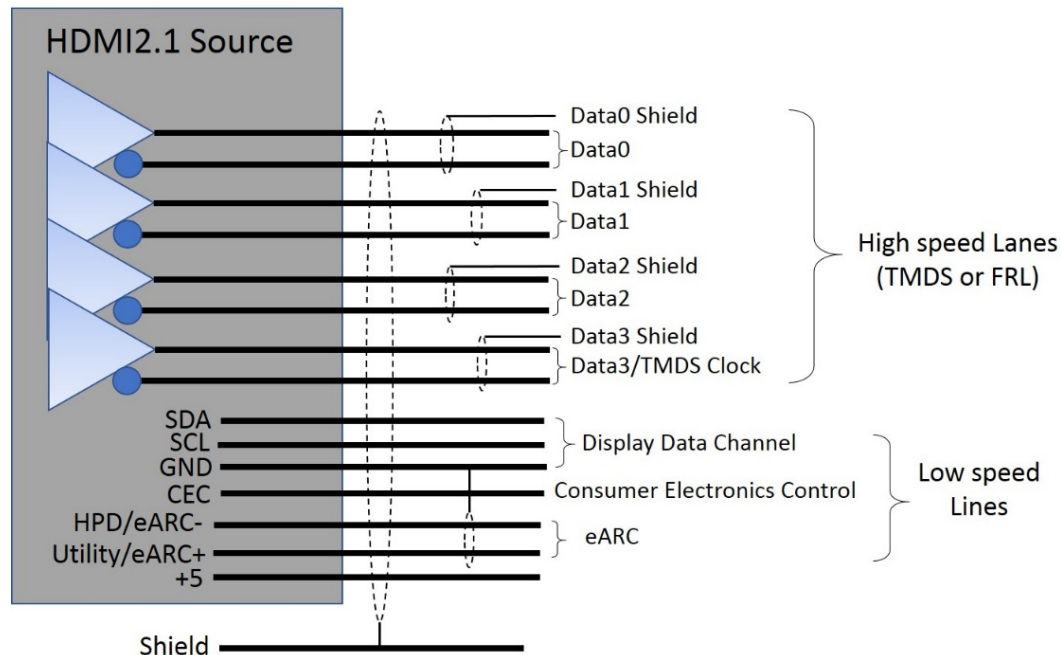 HDMI2.1 Source
Data0 Shield
Data0
Data1 Shield
Data1
Data2 Shield
Data2
Data3 Shield
Data3/TMDS Clock
High speed Lanes
(TMDS or FRL)
SDA
SCL
GND
Display Data Channel
CEC
Consumer Electronics Control
HPD/eARC-
Utility/eARC+
eARC
+5
Low speed
Lines
Shield